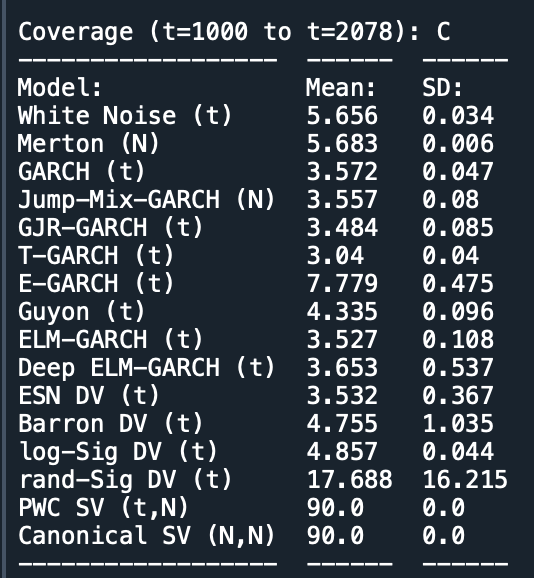 Coverage (t=1000 to t=2078): C
------------------  ------  ------
Model:              Mean:   SD:
White Noise (t)     5.656   0.034
Merton (N)          5.683   0.006
GARCH (t)           3.572   0.047
Jump-Mix-GARCH (N)  3.557   0.08
GJR-GARCH (t)       3.484   0.085
T-GARCH (t)         3.04    0.04
E-GARCH (t)         7.779   0.475
Guyon (t)           4.335   0.096
ELM-GARCH (t)       3.527   0.108
Deep ELM-GARCH (t)  3.653   0.537
ESN DV (t)          3.532   0.367
Barron DV (t)       4.755   1.035
log-Sig DV (t)      4.857   0.044
rand-Sig DV (t)     17.688  16.215
PWC SV (t,N)        90.0    0.0
Canonical SV (N,N)  90.0    0.0
------------------  ------  ------